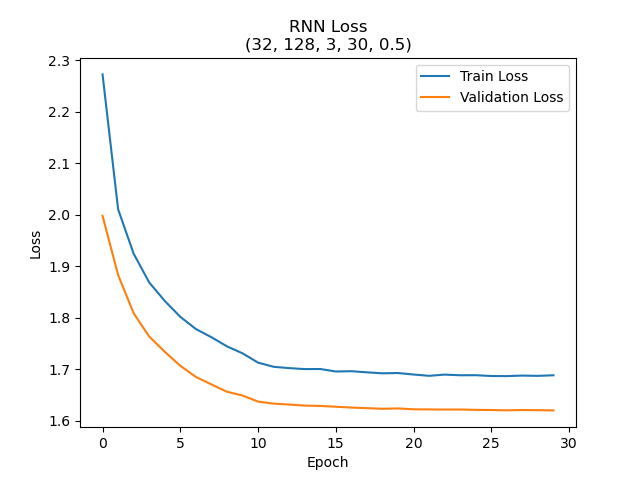 RNN Loss
(32, 128, 3, 30, 0.5)
Train Loss
Validation Loss
2.3
2.2
2.1
2.0
1.9
1.8
1.7
1.6
Loss
0 5 10 15 20 25 30
Epoch